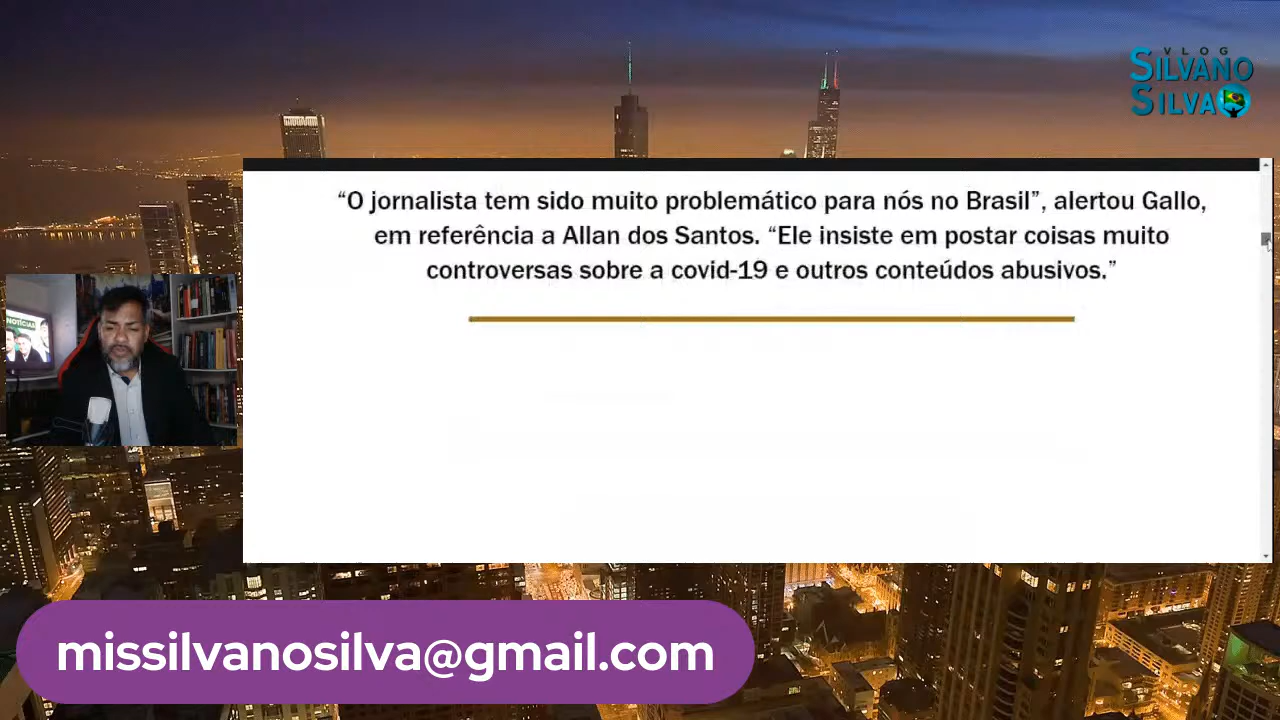 VLOG
SILVANO
SILVA
“O jornalista tem sido muito problemático para nós no Brasil”, alertou Gallo,
em referência a Allan dos Santos. “Ele insiste em postar coisas muito
controversas sobre a covid-19 e outros conteúdos abusivos.”
NOTÍCIAS
missilvanosilva@gmail.com